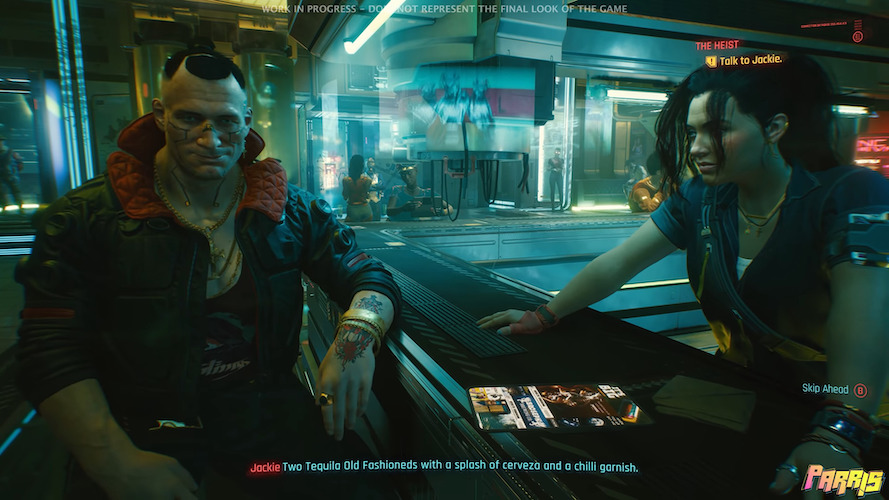 WORK IN PROGRESS – DOES NOT REPRESENT THE FINAL LOOK OF THE GAME
THE HEIST
Talk to Jackie.
Skip Ahead
Jackie Two Tequila Old Fashioneds with a splash of cerveza and a chilli garnish.
PARRIS